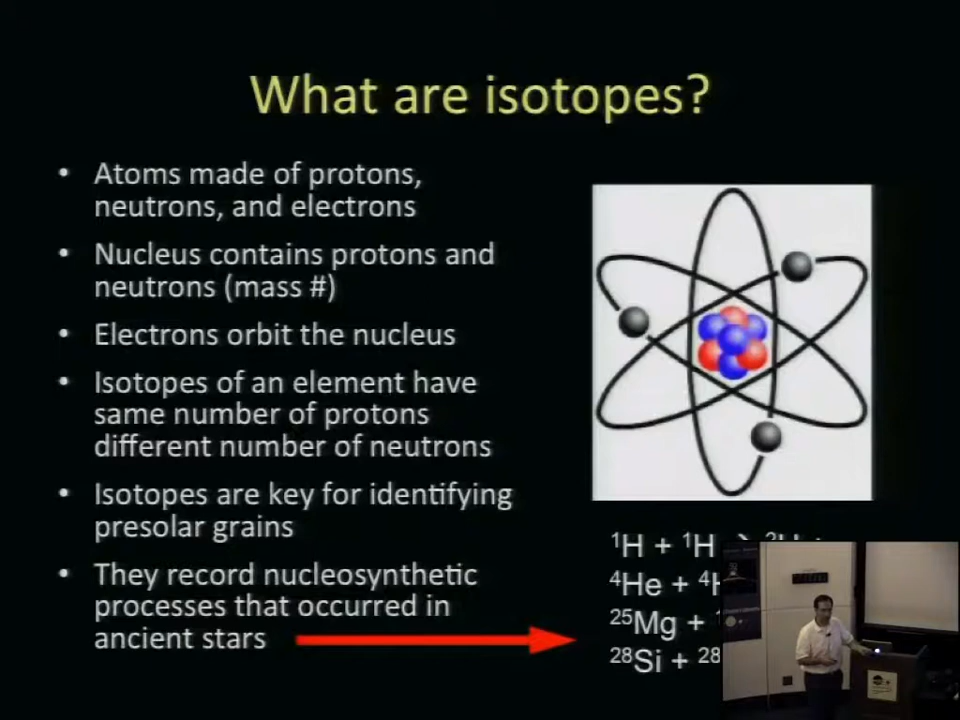 What are isotopes?
• Atoms made of protons,
neutrons, and electrons
• Nucleus contains protons and
neutrons (mass #)
• Electrons orbit the nucleus
• Isotopes of an element have
same number of protons
different number of neutrons
• Isotopes are key for identifying
presolar grains
• They record nucleosynthetic
processes that occurred in
ancient stars
¹H + ¹H
⁴He + ⁴
²⁵Mg +
²⁸Si + ²⁸